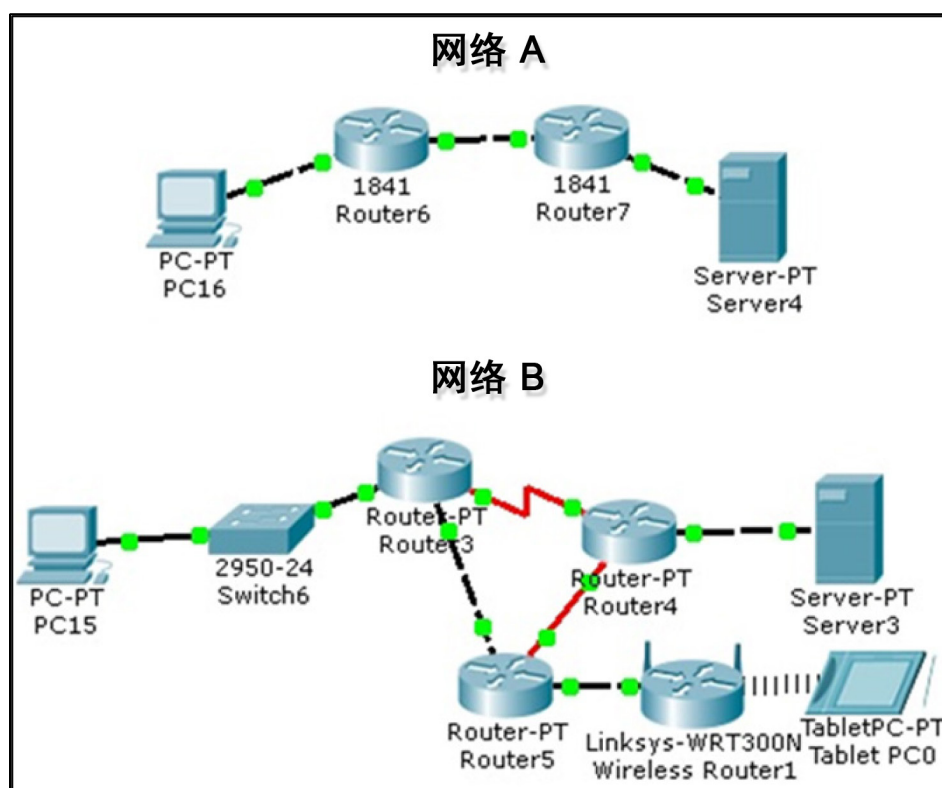 网络 A
1841
Router6
1841
Router7
PC-PT
PC16
Server-PT
Server4
网络 B
Router-PT
Router3
2950-24
Switch6
PC-PT
PC15
Router-PT
Router4
Server-PT
Server3
Router-PT
Router5
Linksys-WRT300N
Wireless Router1
TabletPC-PT
Tablet PC0